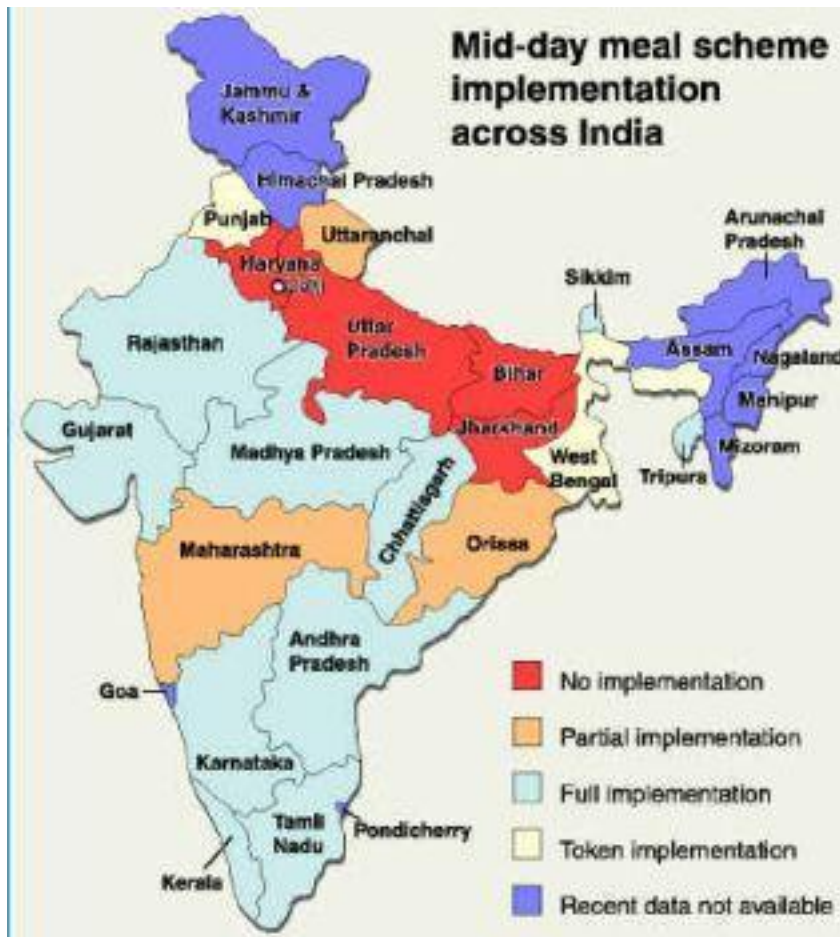 Mid-day meal scheme
implementation
across India
Jammu &
Kashmir
Himachal Pradesh
Punjab
Uttaranchal
Haryana
Arunachal
Pradesh
Sikkim
Rajasthan
Uttar
Pradesh
Assam
Nagaland
Bihar
Manipur
Gujarat
Jharkhand
Madhya Pradesh
West
Bengal
Mizoram
Tripura
Chhattisgarh
Maharashtra
Orissa
Andhra
Pradesh
Goa
No implementation
Partial implementation
Karnataka
Full implementation
Tamil
Nadu
Pondicherry
Token implementation
Kerala
Recent data not available